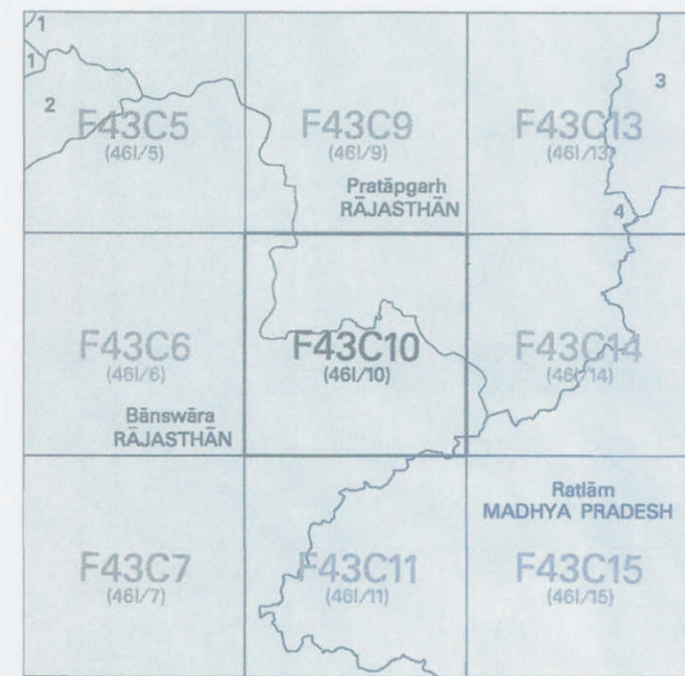 1
1
2
F43C5
(46I/5)
F43C9
(46I/9)
Pratāpgarh
RĀJASTHĀN
F43C13
(46I/13)
3
4
F43C6
(46I/6)
Bānswāra
RĀJASTHĀN
F43C10
(46I/10)
F43C14
(46I/14)
F43C7
(46I/7)
F43C11
(46I/11)
Ratlām
MADHYA PRADESH
F43C15
(46I/15)